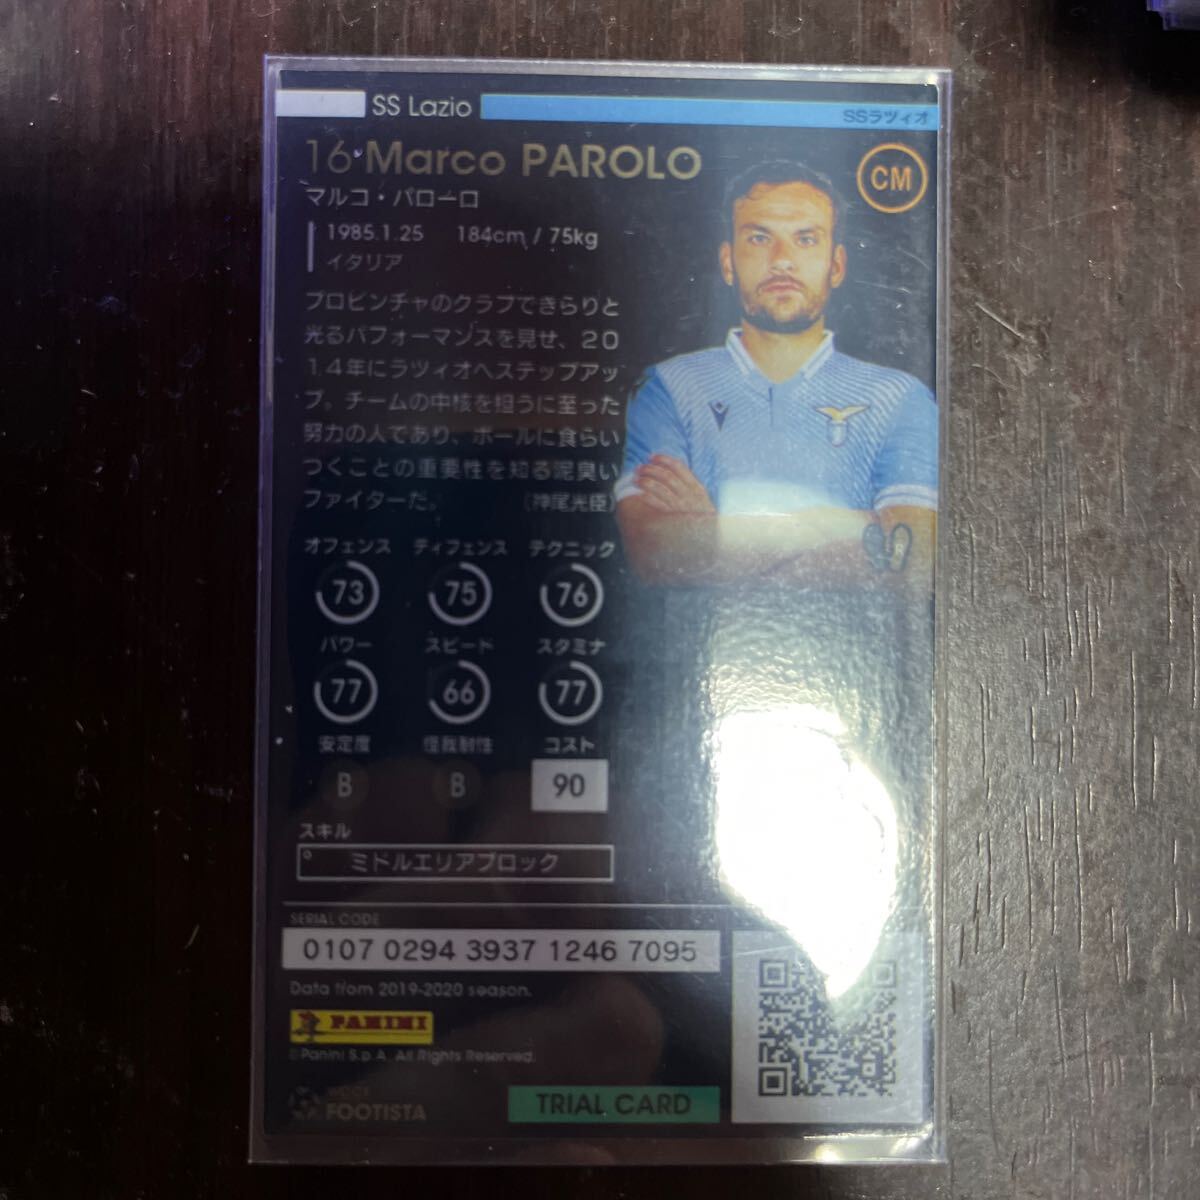 SS Lazio
SSラツィオ
16 Marco PAROLO
CM
マルコ・パローロ
1985.1.25 184cm / 75kg
イタリア
プロビンチャのクラブできらりと
光るパフォーマンスを見せ、20
14年にラツィオへステップアッ
プ。チームの中核を担うに至った
努力の人であり、ボールに食らい
つくことの重要性を知る泥臭い
ファイターだ。 (神尾光臣)
オフェンス ディフェンス テクニック
73 75 76
パワー スピード スタミナ
77 66 77
安定度 怪我耐性 コスト
B B 90
スキル
ミドルエリアブロック
SERIAL CODE
0107 0294 3937 1246 7095
Data from 2019-2020 season.
PANINI
©Panini S.p.A. All Rights Reserved.
WCCF
FOOTISTA
TRIAL CARD
R